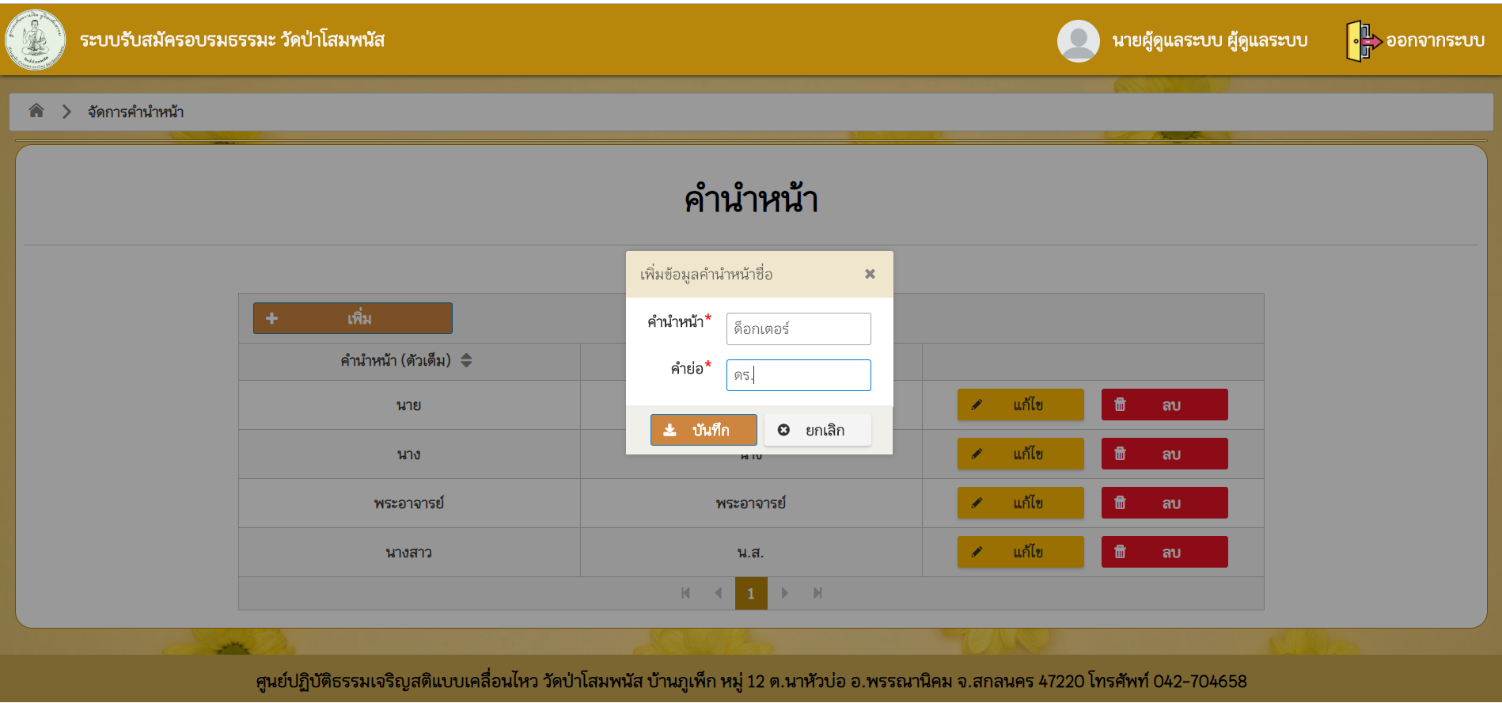 ระบบรับสมัครอบรมธรรมะ วัดป่าโสมพนัส
นายผู้ดูแลระบบ ผู้ดูแลระบบ
ออกจากระบบ
จัดการคำนำหน้า
คำนำหน้า
เพิ่มข้อมูลคำนำหน้าชื่อ
คำนำหน้า* ด็อกเตอร์
คำย่อ* ดร.
บันทึก ยกเลิก
เพิ่ม
คำนำหน้า (ตัวเต็ม)
นาย แก้ไข ลบ
นาง นาง แก้ไข ลบ
พระอาจารย์ พระอาจารย์ แก้ไข ลบ
นางสาว น.ส. แก้ไข ลบ
1
ศูนย์ปฏิบัติธรรมเจริญสติแบบเคลื่อนไหว วัดป่าโสมพนัส บ้านภูเพ็ก หมู่ 12 ต.นาหัวบ่อ อ.พรรณานิคม จ.สกลนคร 47220 โทรศัพท์ 042-704658